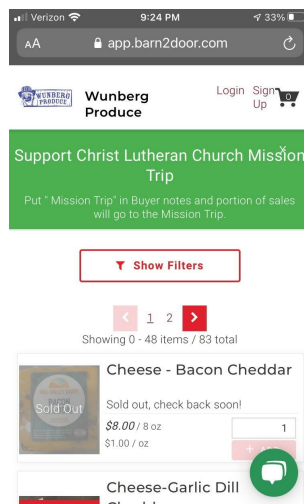 Verizon 9:24 PM 33%
AA app.barn2door.com
WUNBERG
PRODUCE
Wunberg
Produce
Login Sign
Up 0
Support Christ Lutheran Church Mission
Trip
x
Put " Mission Trip" in Buyer notes and portion of sales
will go to the Mission Trip.
Show Filters
< 1 2 >
Showing 0 - 48 items / 83 total
Cheese - Bacon Cheddar
BACON
Sold Out
Sold out, check back soon!
$8.00 / 8 oz
1
$1.00 / oz
Cheese-Garlic Dill